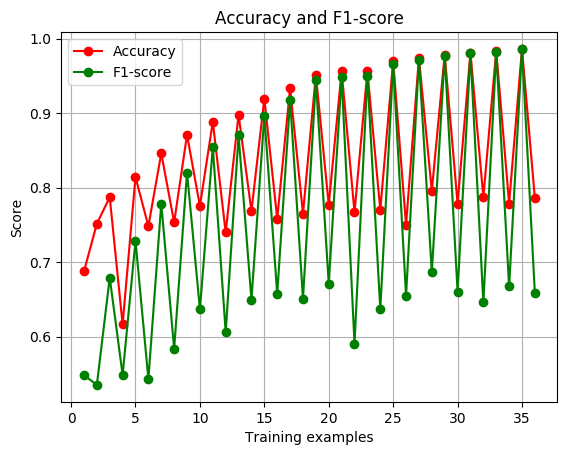 Accuracy and F1-score
Accuracy
F1-score
1.0
0.9
0.8
0.7
0.6
Score
0 5 10 15 20 25 30 35
Training examples